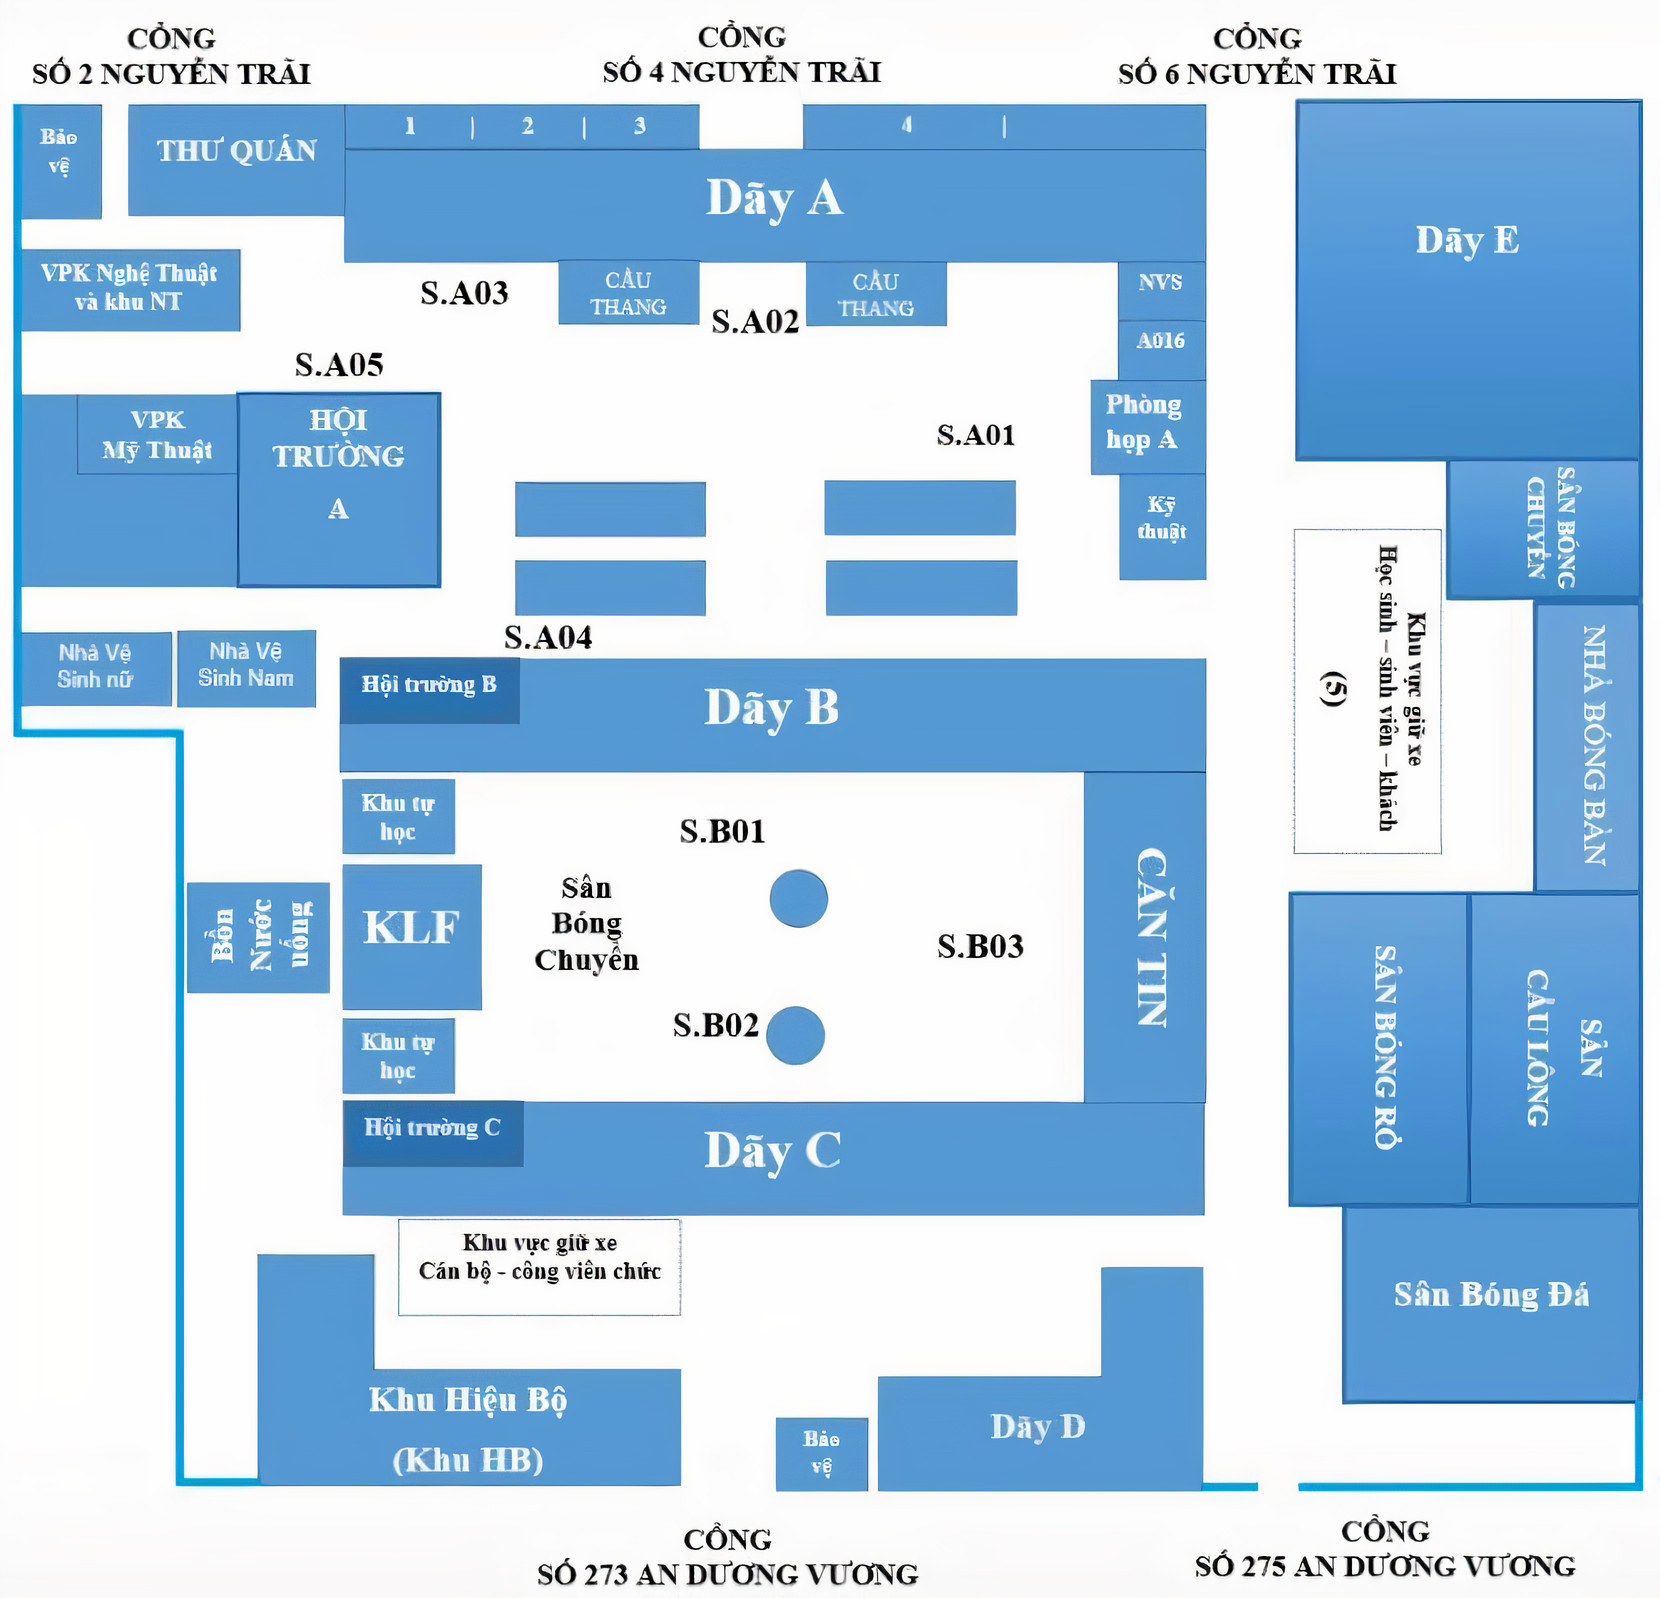 CỔNG
SỐ 2 NGUYỄN TRÃI
CỔNG
SỐ 4 NGUYỄN TRÃI
CỔNG
SỐ 6 NGUYỄN TRÃI
Bảo
vệ
THƯ QUÁN
1 | 2 | 3
4 |
Dãy A
Dãy E
VPK Nghệ Thuật
và khu NT
S.A03
CẦU
THANG
S.A02
CẦU
THANG
NVS
A016
S.A05
VPK
Mỹ Thuật
HỘI
TRƯỜNG
A
S.A01
Phòng
họp A
Kỹ
thuật
SÂN BÓNG
CHUYỀN
Khu vực giữ xe
Học sinh – sinh viên – khách
(5)
NHÀ BÓNG BÀN
S.A04
Nhà Vệ
Sinh nữ
Nhà Vệ
Sinh Nam
Hội trường B
Dãy B
Khu tự
học
S.B01
Sân
Bóng
Chuyền
KLF
Bồn
Nước
uống
S.B03
CĂN TIN
S.B02
Khu tự
học
SÂN BÓNG RỔ
SÂN
CẦU LÔNG
Hội trường C
Dãy C
Khu vực giữ xe
Cán bộ - công viên chức
Sân Bóng Đá
Khu Hiệu Bộ
(Khu HB)
Bảo
vệ
Dãy D
CỔNG
SỐ 273 AN DƯƠNG VƯƠNG
CỔNG
SỐ 275 AN DƯƠNG VƯƠNG